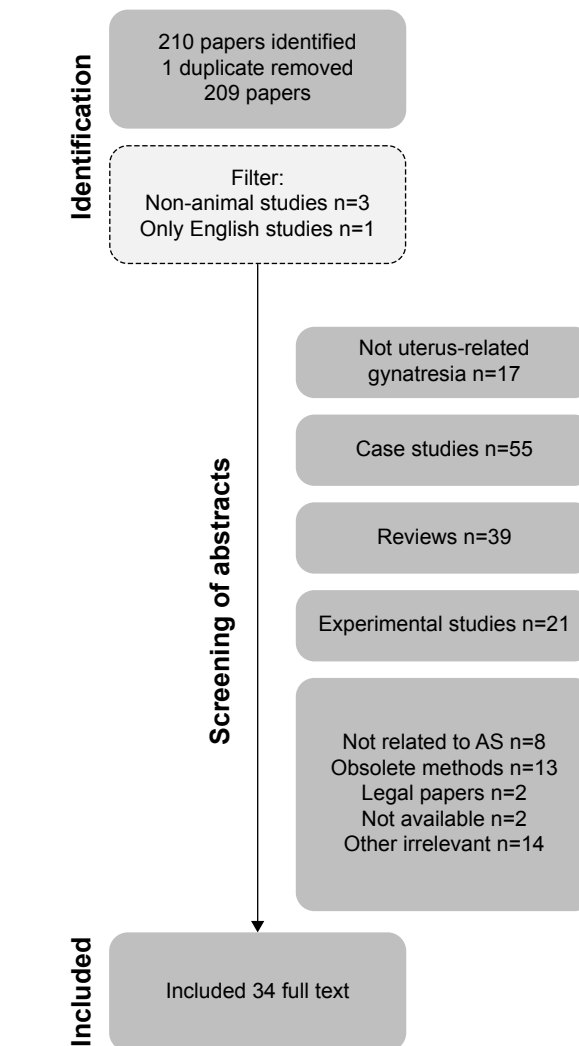 Identification
210 papers identified
1 duplicate removed
209 papers
Filter:
Non-animal studies n=3
Only English studies n=1
Screening of abstracts
Not uterus-related
gynatresia n=17
Case studies n=55
Reviews n=39
Experimental studies n=21
Not related to AS n=8
Obsolete methods n=13
Legal papers n=2
Not available n=2
Other irrelevant n=14
Included
Included 34 full text